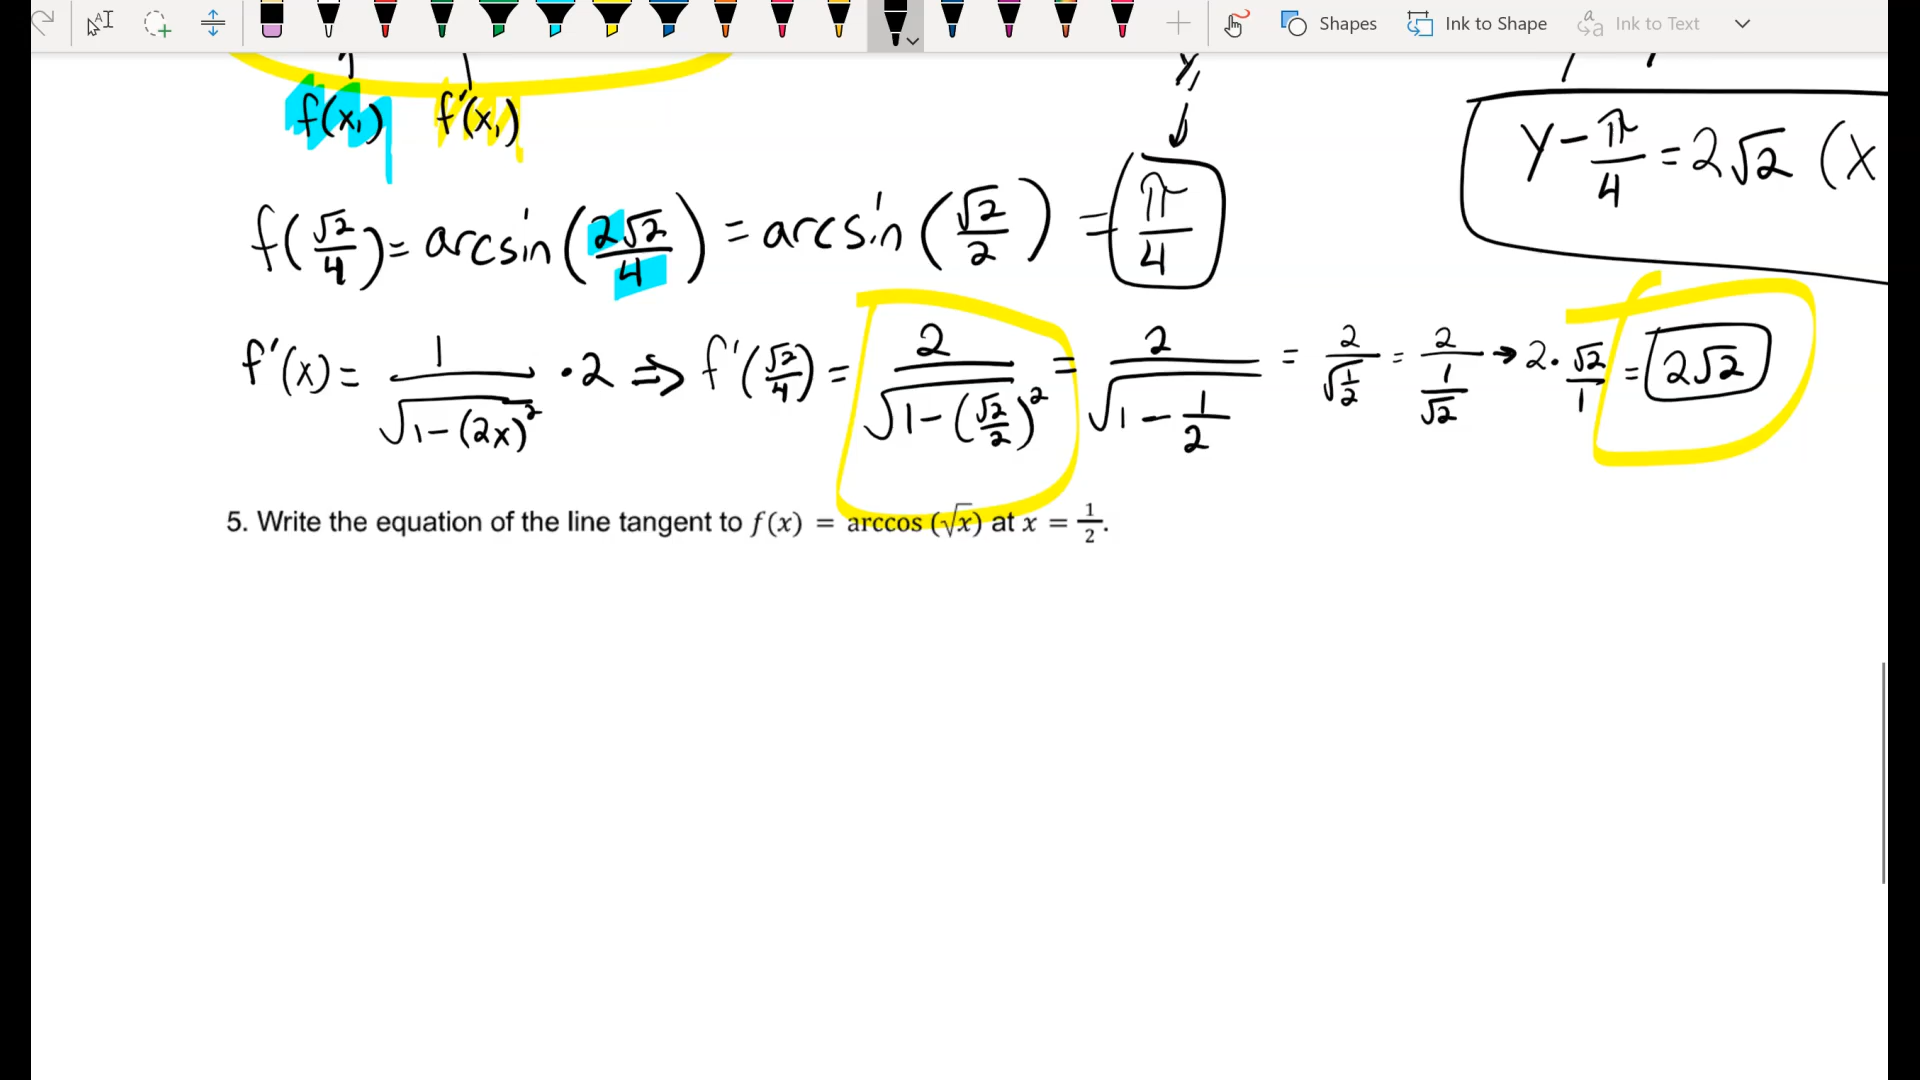 Shapes Ink to Shape Ink to Text
y₁
f(x₁) f'(x₁)
y - π/4 = 2√2 (x
f(√2/4) = arcsin(2√2/4) = arcsin(√2/2) = π/4
f'(x) = 1/√(1-(2x)²) · 2 ⇒ f'(√2/4) = 2/√(1-(√2/2)²) = 2/√(1-1/2) = 2/√(1/2) = 2/(1/√2) → 2·√2/1 = 2√2
5. Write the equation of the line tangent to f(x) = arccos (√x) at x = 1/2.